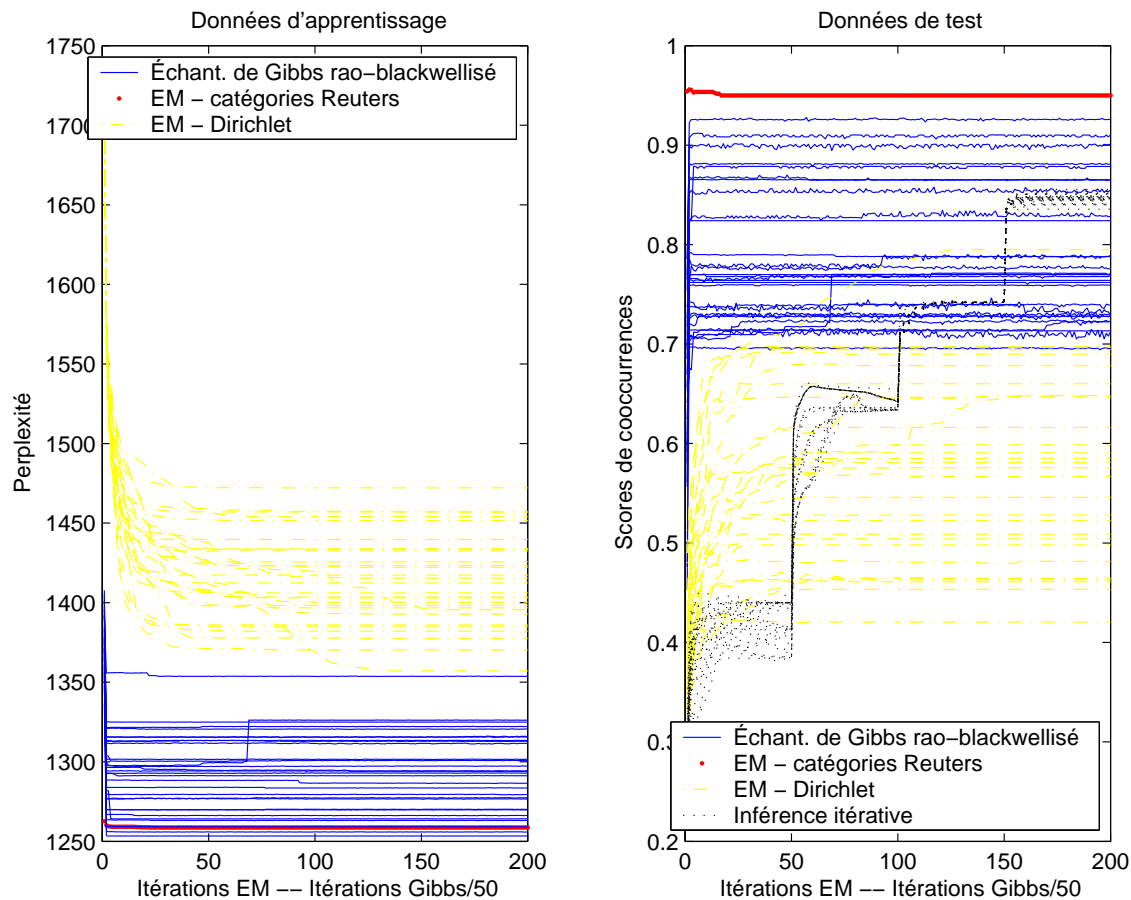 Données d'apprentissage
1750
1700
1650
1600
1550
1500
1450
1400
1350
1300
1250
0
50
100
150
200
Perplexité
Itérations EM −− Itérations Gibbs/50
Échant. de Gibbs rao−blackwellisé
EM − catégories Reuters
EM − Dirichlet
Données de test
1
0.9
0.8
0.7
0.6
0.5
0.4
0.3
0.2
0
50
100
150
200
Scores de cooccurrences
Itérations EM −− Itérations Gibbs/50
Échant. de Gibbs rao−blackwellisé
EM − catégories Reuters
EM − Dirichlet
Inférence itérative